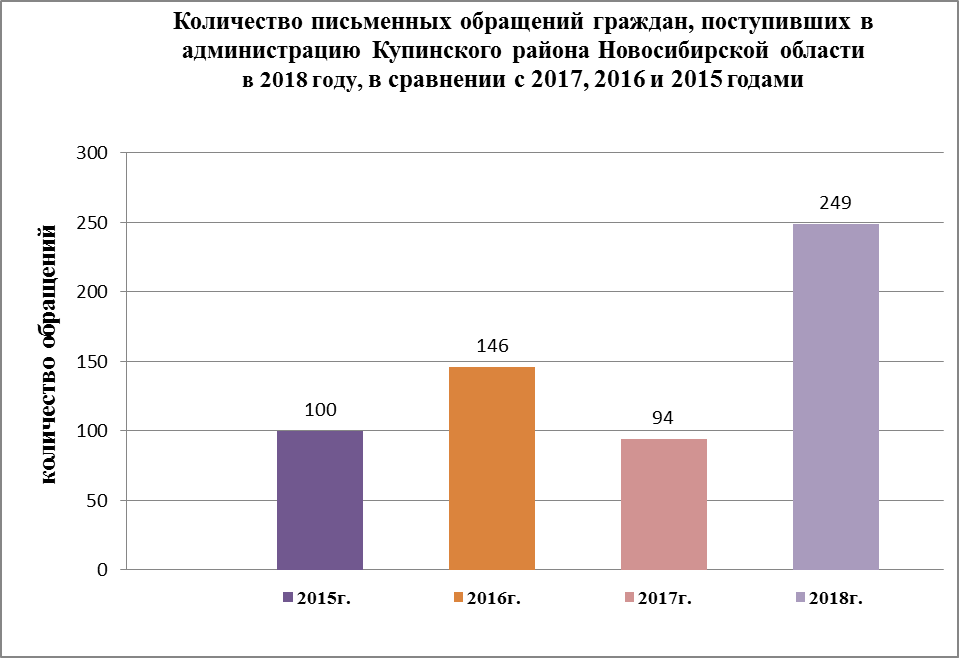 Количество письменных обращений граждан, поступивших в
администрацию Купинского района Новосибирской области
в 2018 году, в сравнении с 2017, 2016 и 2015 годами
количество обращений
300
250
200
150
100
50
0
100
146
94
249
2015г.
2016г.
2017г.
2018г.